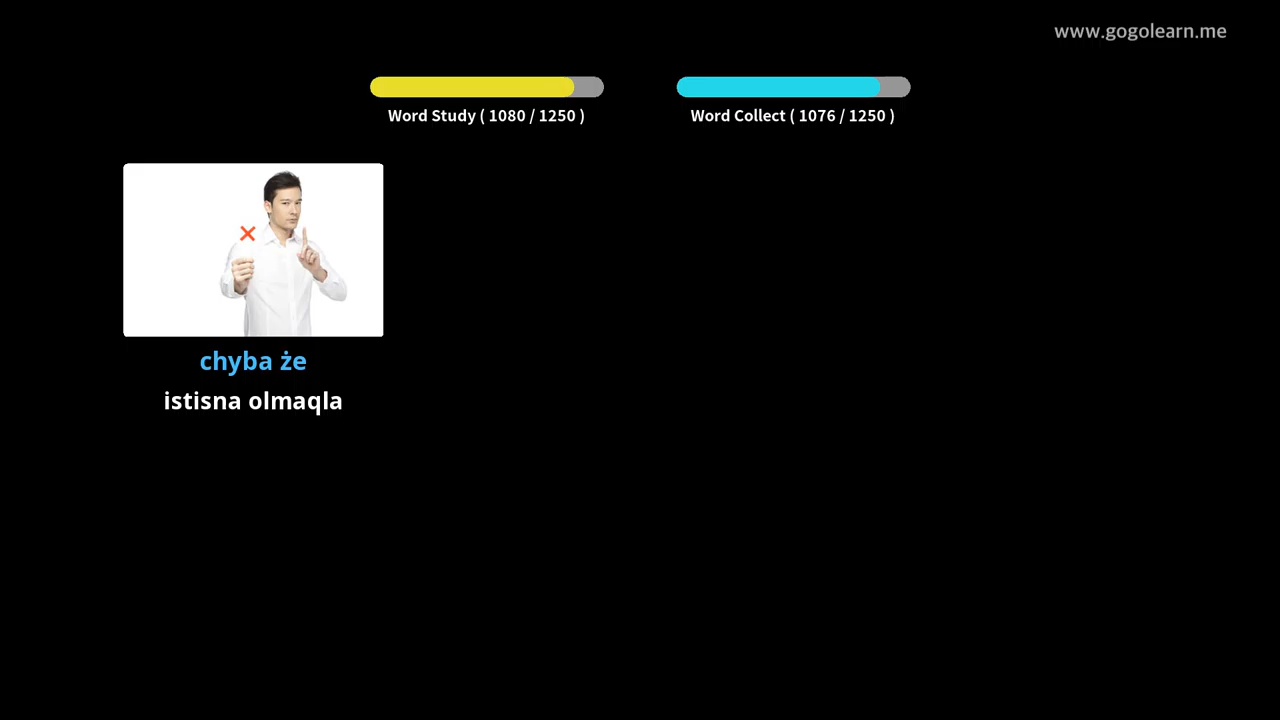 www.gogolearn.me
Word Study ( 1080 / 1250 )
Word Collect ( 1076 / 1250 )
chyba że
istisna olmaqla